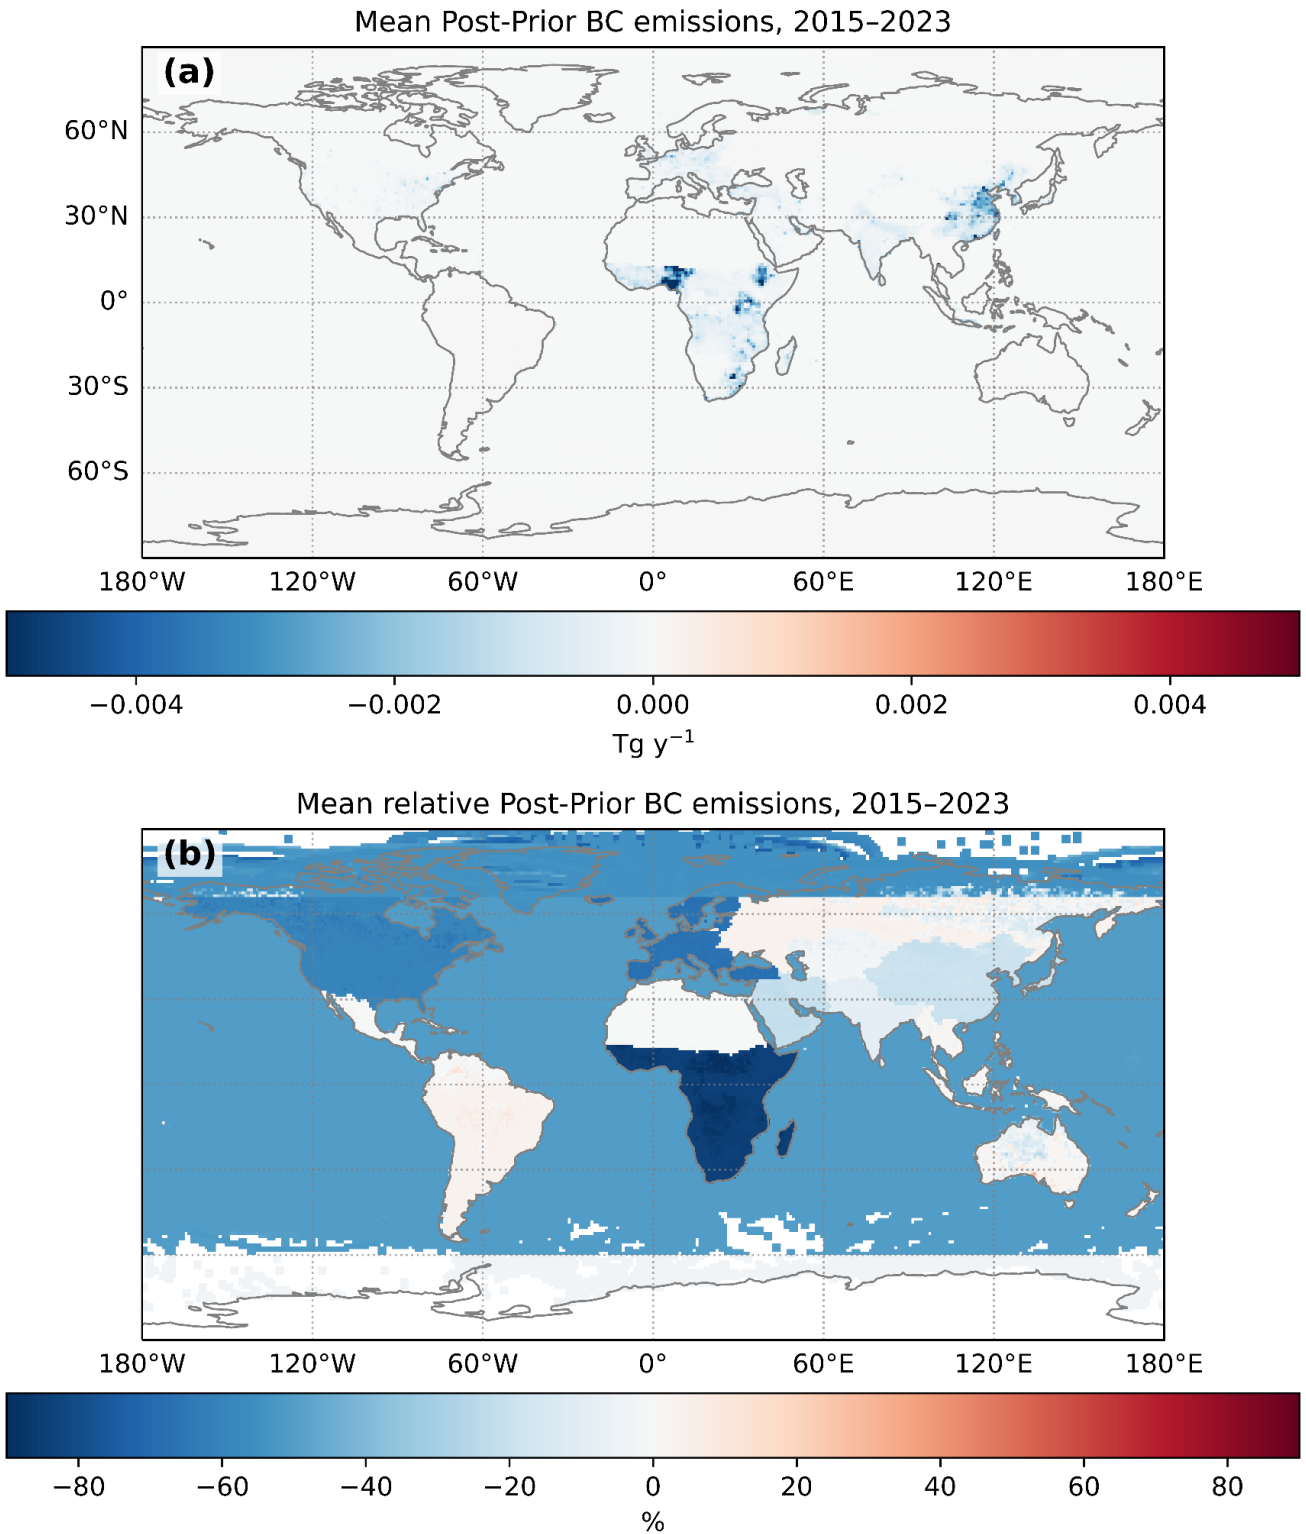 Mean Post-Prior BC emissions, 2015–2023
(a)
60°N
30°N
0°
30°S
60°S
180°W 120°W 60°W 0° 60°E 120°E 180°E
−0.004 −0.002 0.000 0.002 0.004
Tg y⁻¹
Mean relative Post-Prior BC emissions, 2015–2023
(b)
180°W 120°W 60°W 0° 60°E 120°E 180°E
−80 −60 −40 −20 0 20 40 60 80
%